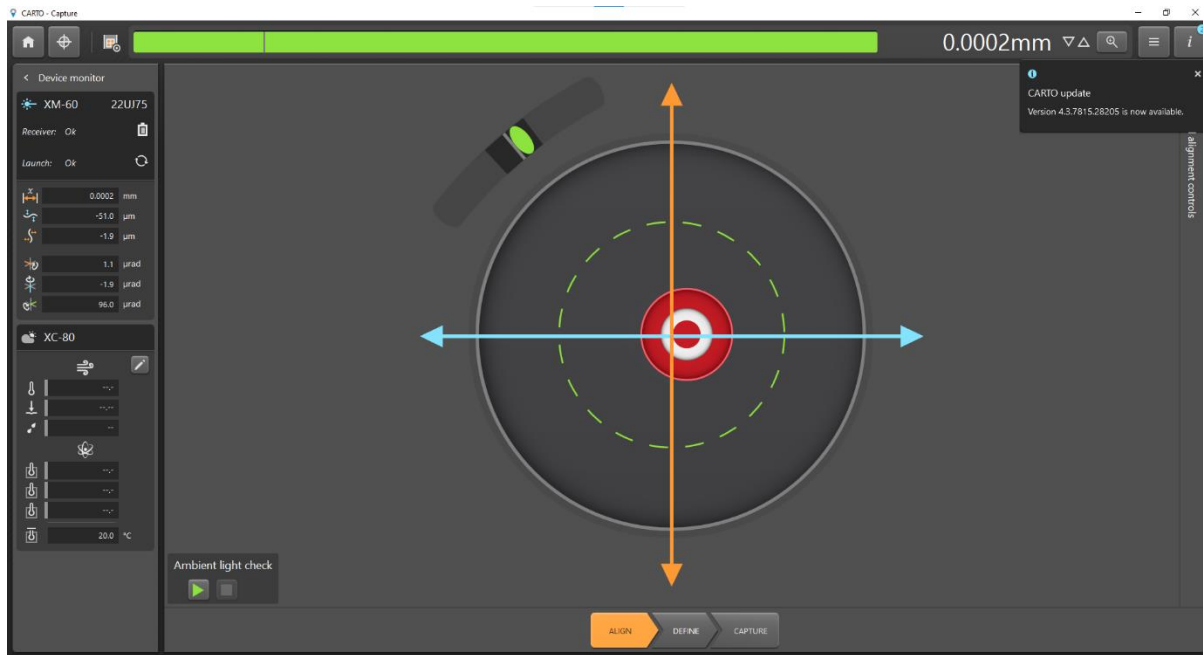 CARTO - Capture
0.0002mm
Device monitor
XM-60 22UJ75
Receiver: Ok
Launch: Ok
x
0.0002 mm
-51.0 µm
-1.9 µm
1.1 µrad
-1.9 µrad
96.0 µrad
XC-80
--.-
--.--
--
--.-
--.-
--.-
20.0 °C
CARTO update
Version 4.3.7815.28205 is now available.
alignment controls
Ambient light check
ALIGN DEFINE CAPTURE